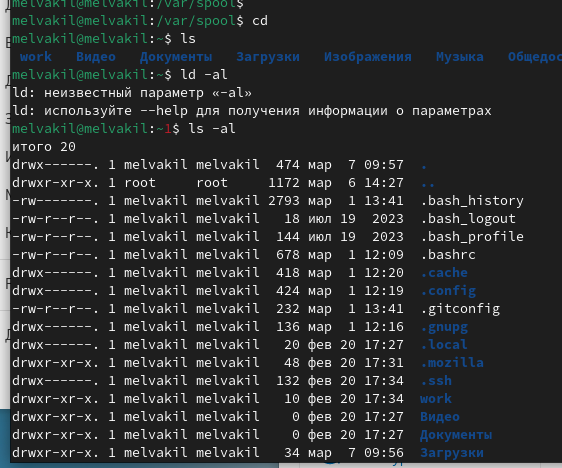 melvakil@melvakil:/var/spool$
melvakil@melvakil:/var/spool$ cd
melvakil@melvakil:~$ ls
work Видео Документы Загрузки Изображения Музыка Общедос
melvakil@melvakil:~$ ld -al
ld: неизвестный параметр «-al»
ld: используйте --help для получения информации о параметрах
melvakil@melvakil:~1$ ls -al
итого 20
drwx------. 1 melvakil melvakil 474 мар 7 09:57 .
drwxr-xr-x. 1 root root 1172 мар 6 14:27 ..
-rw-------. 1 melvakil melvakil 2793 мар 1 13:41 .bash_history
-rw-r--r--. 1 melvakil melvakil 18 июл 19 2023 .bash_logout
-rw-r--r--. 1 melvakil melvakil 144 июл 19 2023 .bash_profile
-rw-r--r--. 1 melvakil melvakil 678 мар 1 12:09 .bashrc
drwx------. 1 melvakil melvakil 418 мар 1 12:20 .cache
drwx------. 1 melvakil melvakil 424 мар 1 12:19 .config
-rw-r--r--. 1 melvakil melvakil 232 мар 1 13:41 .gitconfig
drwx------. 1 melvakil melvakil 136 мар 1 12:16 .gnupg
drwx------. 1 melvakil melvakil 20 фев 20 17:27 .local
drwxr-xr-x. 1 melvakil melvakil 48 фев 20 17:31 .mozilla
drwx------. 1 melvakil melvakil 132 фев 20 17:34 .ssh
drwxr-xr-x. 1 melvakil melvakil 10 фев 20 17:34 work
drwxr-xr-x. 1 melvakil melvakil 0 фев 20 17:27 Видео
drwxr-xr-x. 1 melvakil melvakil 0 фев 20 17:27 Документы
drwxr-xr-x. 1 melvakil melvakil 34 мар 7 09:56 Загрузки